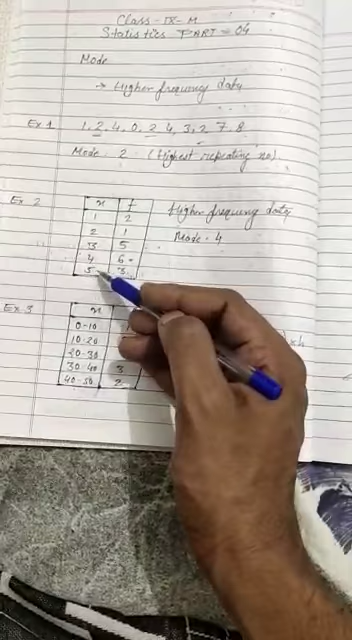 Class - IX - M
Statistics PART - 04
Mode
→ Higher frequency data
Ex 1 1, 2, 4, 0, 2 4, 3, 2 7, 8
Mode - 2 (Highest repeating no)
Ex 2
x f
1 2
2 1
3 5
4 6
5 3
Higher frequency data
Mode - 4
Ex 3
x
0-10
10-20
20-30
30-40 3
40-50 2